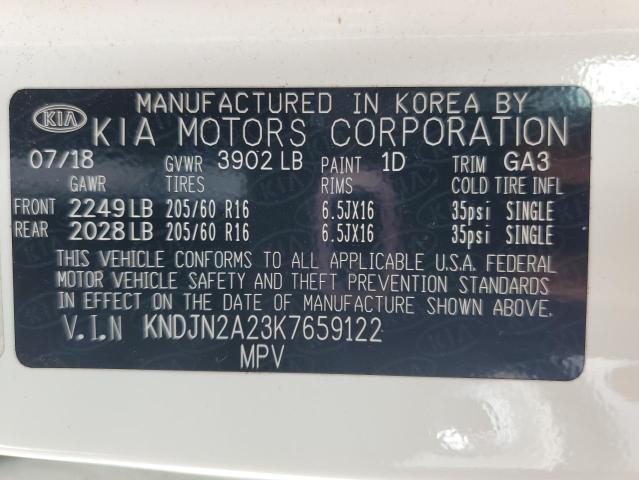 MANUFACTURED IN KOREA BY
KIA KIA MOTORS CORPORATION
07/18 GVWR 3902 LB PAINT 1D TRIM GA3
GAWR TIRES RIMS COLD TIRE INFL
FRONT 2249 LB 205/60 R16 6.5JX16 35psi SINGLE
REAR 2028 LB 205/60 R16 6.5JX16 35psi SINGLE
THIS VEHICLE CONFORMS TO ALL APPLICABLE U.S.A. FEDERAL
MOTOR VEHICLE SAFETY AND THEFT PREVENTION STANDARDS
IN EFFECT ON THE DATE OF MANUFACTURE SHOWN ABOVE.
V.I.N KNDJN2A23K7659122
MPV